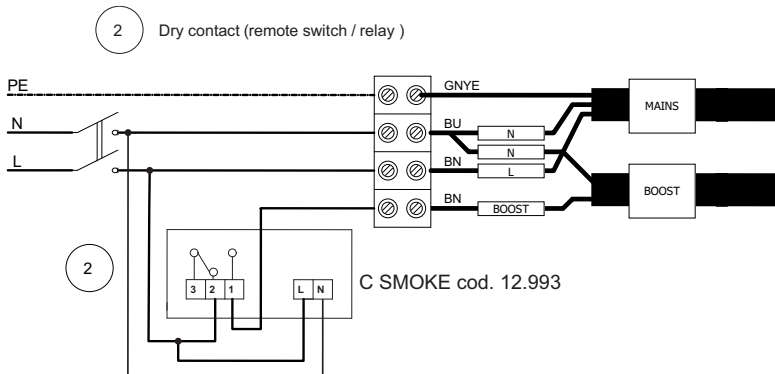 2 Dry contact (remote switch / relay )
PE
GNYE
MAINS
N
BU
N
N
L
BN
L
BOOST
BN
BOOST
2
3 2 1
L N
C SMOKE cod. 12.993